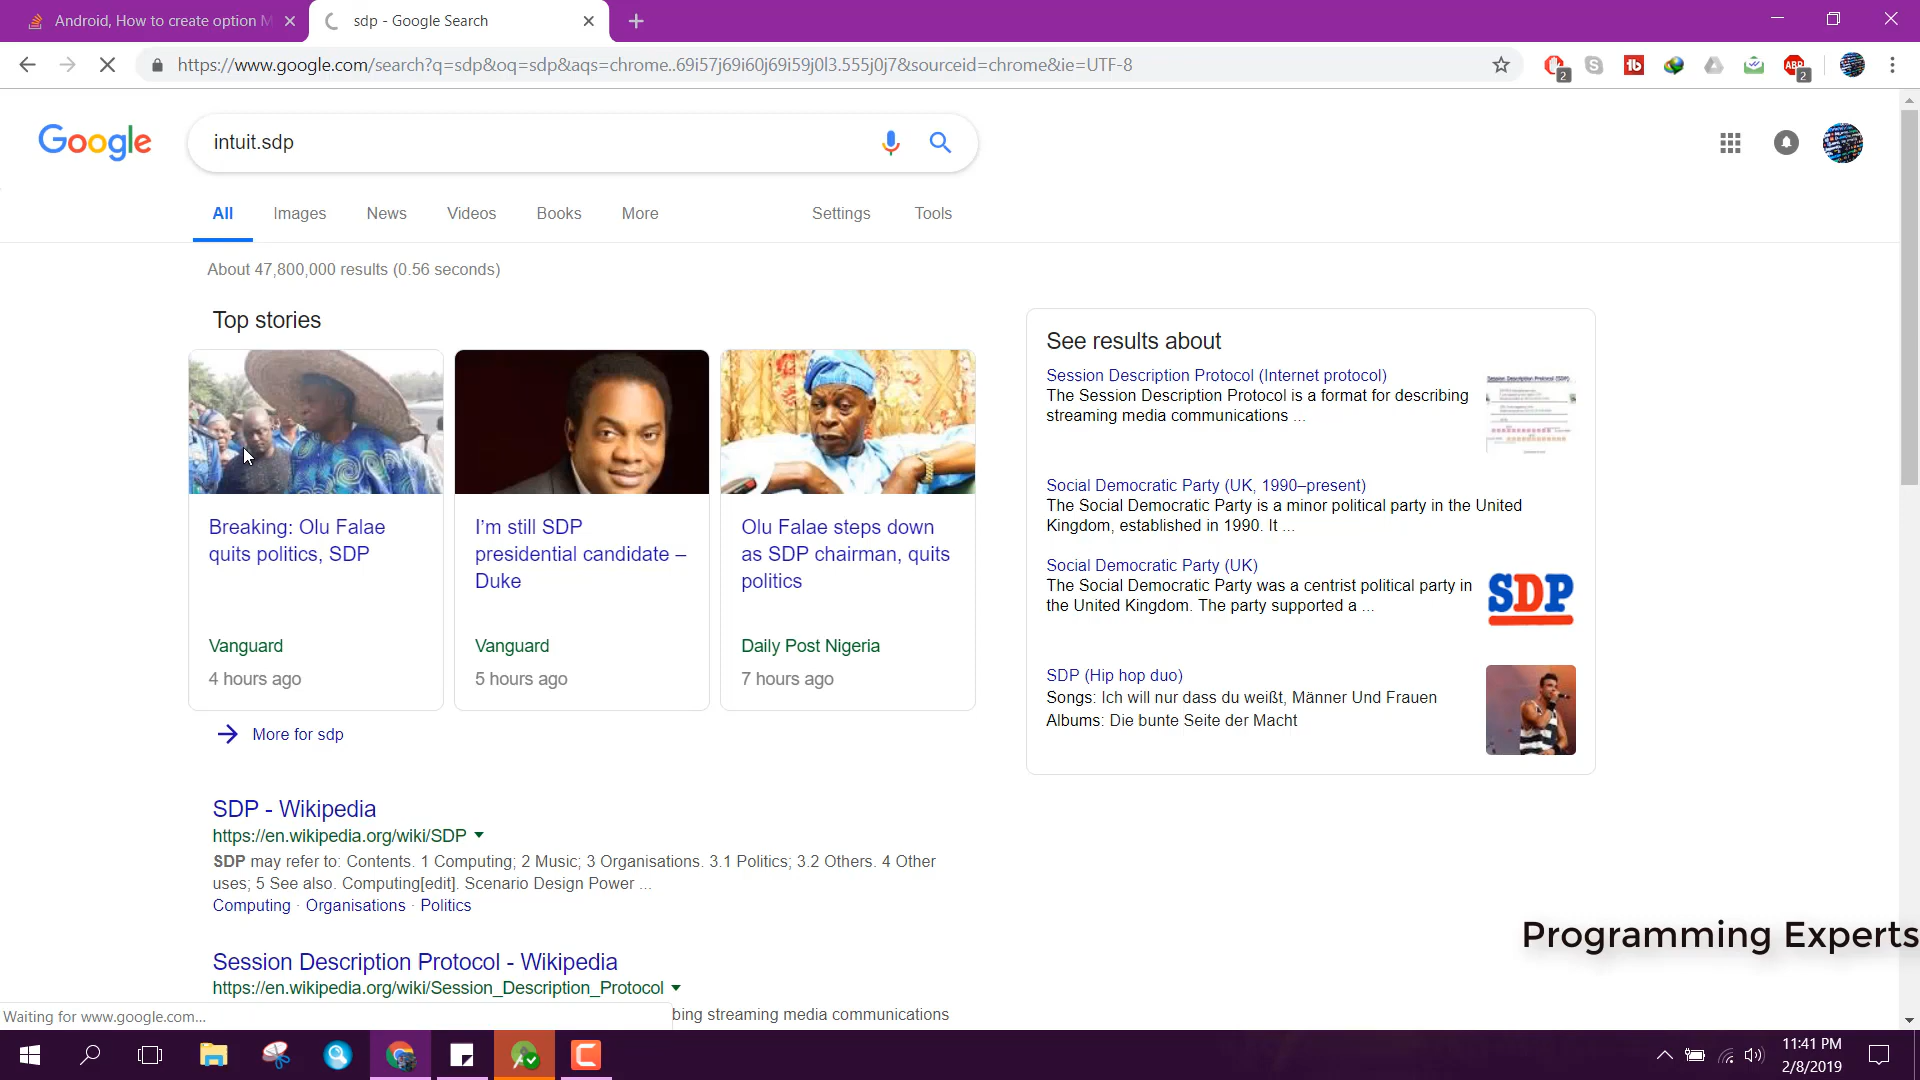 Android, How to create option M
sdp - Google Search
https://www.google.com/search?q=sdp&oq=sdp&aqs=chrome..69i57j69i60j69i59j0l3.555j0j7&sourceid=chrome&ie=UTF-8
2
ABP
2
Google
intuit.sdp
All
Images
News
Videos
Books
More
Settings
Tools
About 47,800,000 results (0.56 seconds)
Top stories
Breaking: Olu Falae
quits politics, SDP
Vanguard
4 hours ago
I'm still SDP
presidential candidate –
Duke
Vanguard
5 hours ago
Olu Falae steps down
as SDP chairman, quits
politics
Daily Post Nigeria
7 hours ago
More for sdp
See results about
Session Description Protocol (Internet protocol)
The Session Description Protocol is a format for describing
streaming media communications ...
Social Democratic Party (UK, 1990–present)
The Social Democratic Party is a minor political party in the United
Kingdom, established in 1990. It ...
Social Democratic Party (UK)
The Social Democratic Party was a centrist political party in
the United Kingdom. The party supported a ...
SDP
SDP (Hip hop duo)
Songs: Ich will nur dass du weißt, Männer Und Frauen
Albums: Die bunte Seite der Macht
SDP - Wikipedia
https://en.wikipedia.org/wiki/SDP
SDP may refer to: Contents. 1 Computing; 2 Music; 3 Organisations. 3.1 Politics; 3.2 Others. 4 Other
uses; 5 See also. Computing[edit]. Scenario Design Power ...
Computing · Organisations · Politics
Session Description Protocol - Wikipedia
https://en.wikipedia.org/wiki/Session_Description_Protocol
bing streaming media communications
Waiting for www.google.com...
Programming Experts
11:41 PM
2/8/2019